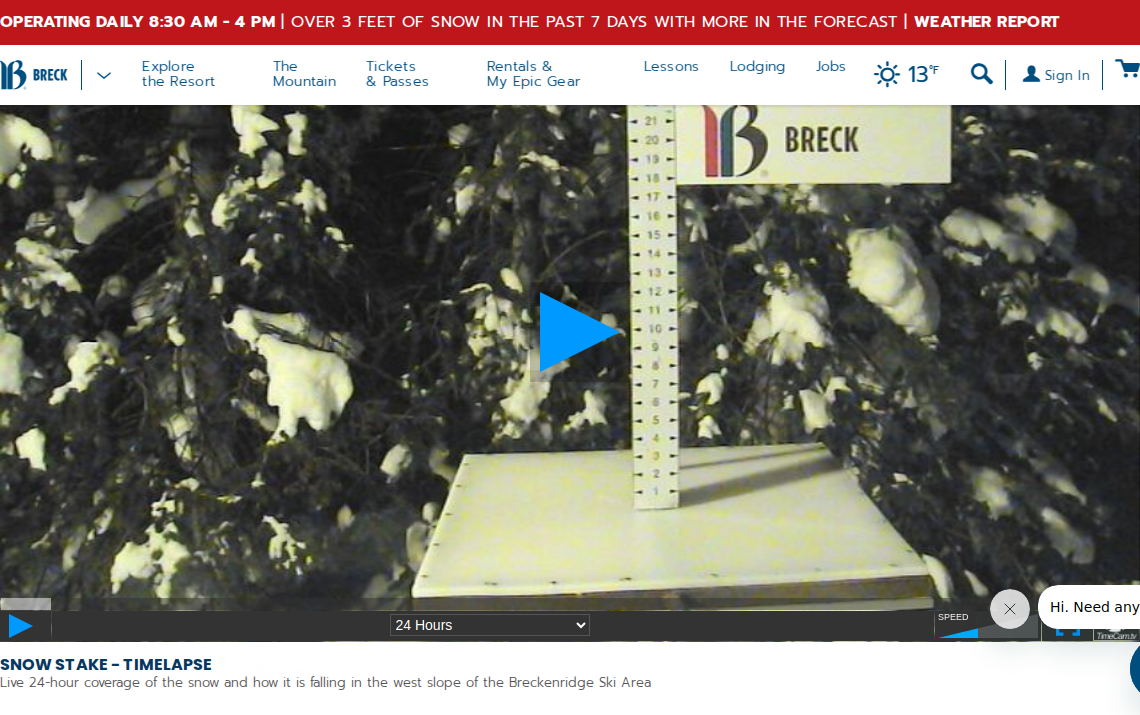 OPERATING DAILY 8:30 AM - 4 PM | OVER 3 FEET OF SNOW IN THE PAST 7 DAYS WITH MORE IN THE FORECAST | WEATHER REPORT
B BRECK
Explore
the Resort
The
Mountain
Tickets
& Passes
Rentals &
My Epic Gear
Lessons
Lodging
Jobs
13°F
Sign In
21
20
19
18
17
16
15
14
13
12
11
10
9
8
7
6
5
4
3
2
1
B BRECK
24 Hours
SPEED
Hi. Need any
TimeCam.tv
SNOW STAKE - TIMELAPSE
Live 24-hour coverage of the snow and how it is falling in the west slope of the Breckenridge Ski Area